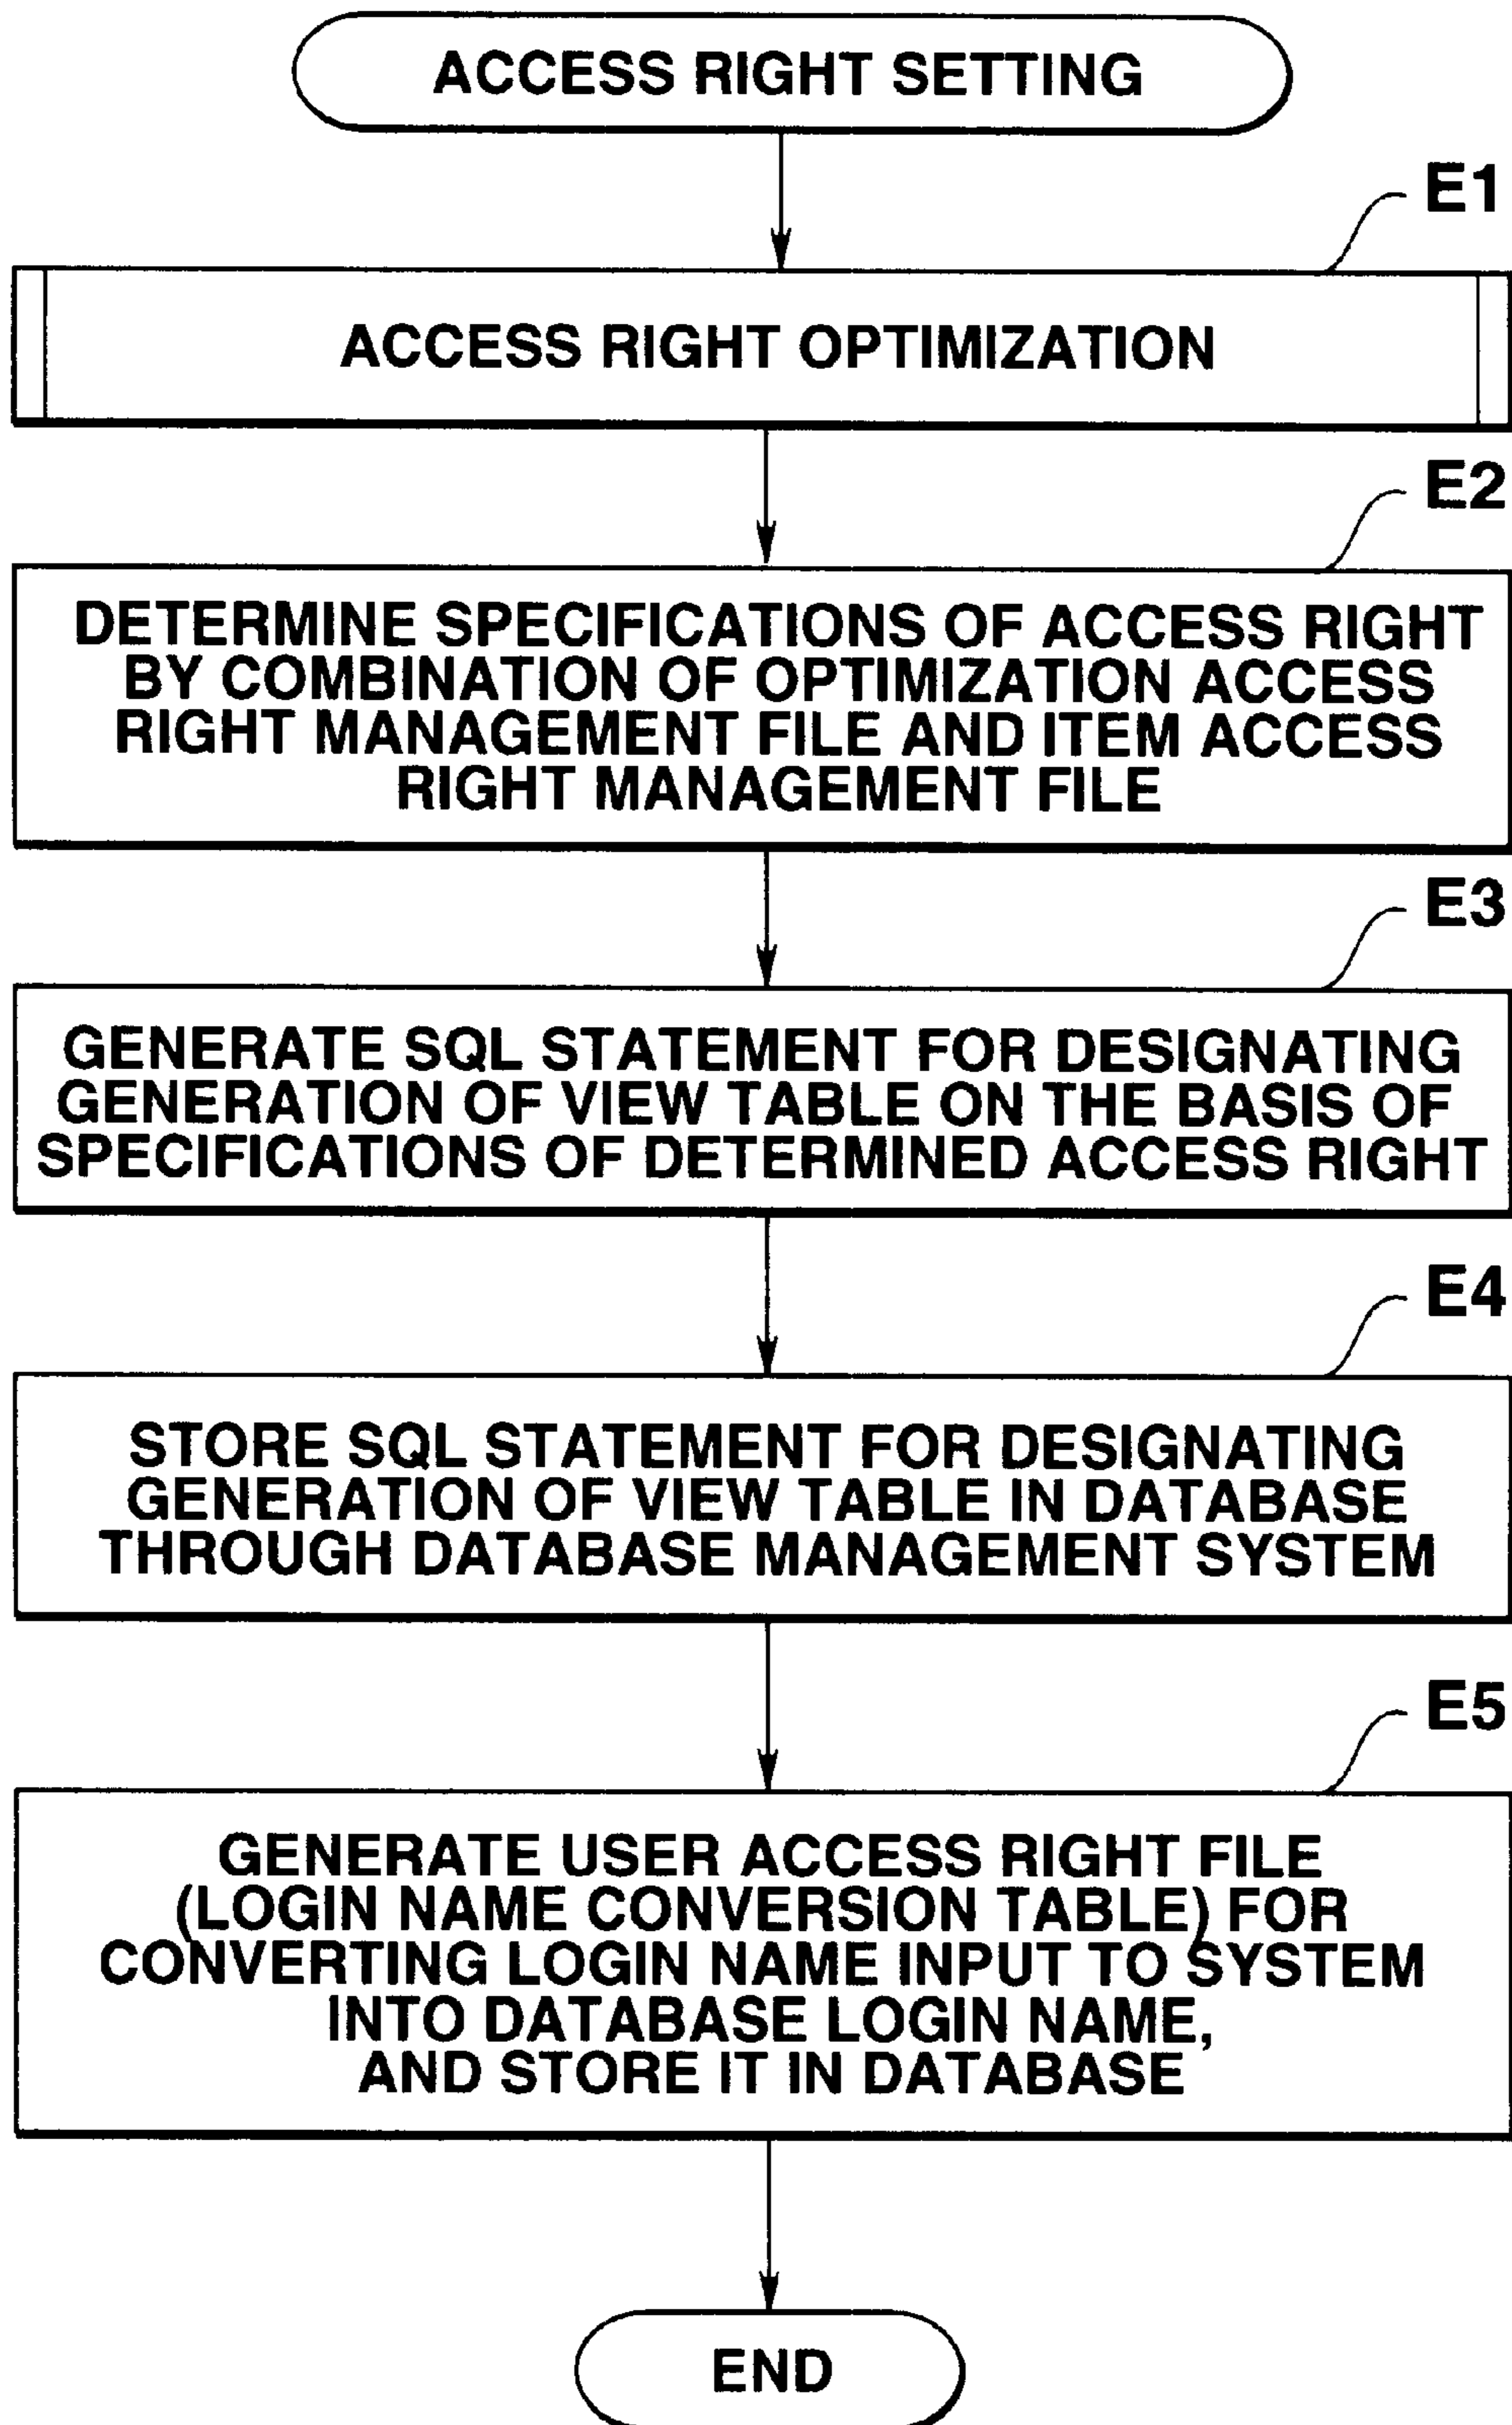 ACCESS RIGHT SETTING
E1
ACCESS RIGHT OPTIMIZATION
E2
DETERMINE SPECIFICATIONS OF ACCESS RIGHT
BY COMBINATION OF OPTIMIZATION ACCESS
RIGHT MANAGEMENT FILE AND ITEM ACCESS
RIGHT MANAGEMENT FILE
E3
GENERATE SQL STATEMENT FOR DESIGNATING
GENERATION OF VIEW TABLE ON THE BASIS OF
SPECIFICATIONS OF DETERMINED ACCESS RIGHT
E4
STORE SQL STATEMENT FOR DESIGNATING
GENERATION OF VIEW TABLE IN DATABASE
THROUGH DATABASE MANAGEMENT SYSTEM
E5
GENERATE USER ACCESS RIGHT FILE
(LOGIN NAME CONVERSION TABLE) FOR
CONVERTING LOGIN NAME INPUT TO SYSTEM
INTO DATABASE LOGIN NAME,
AND STORE IT IN DATABASE
END